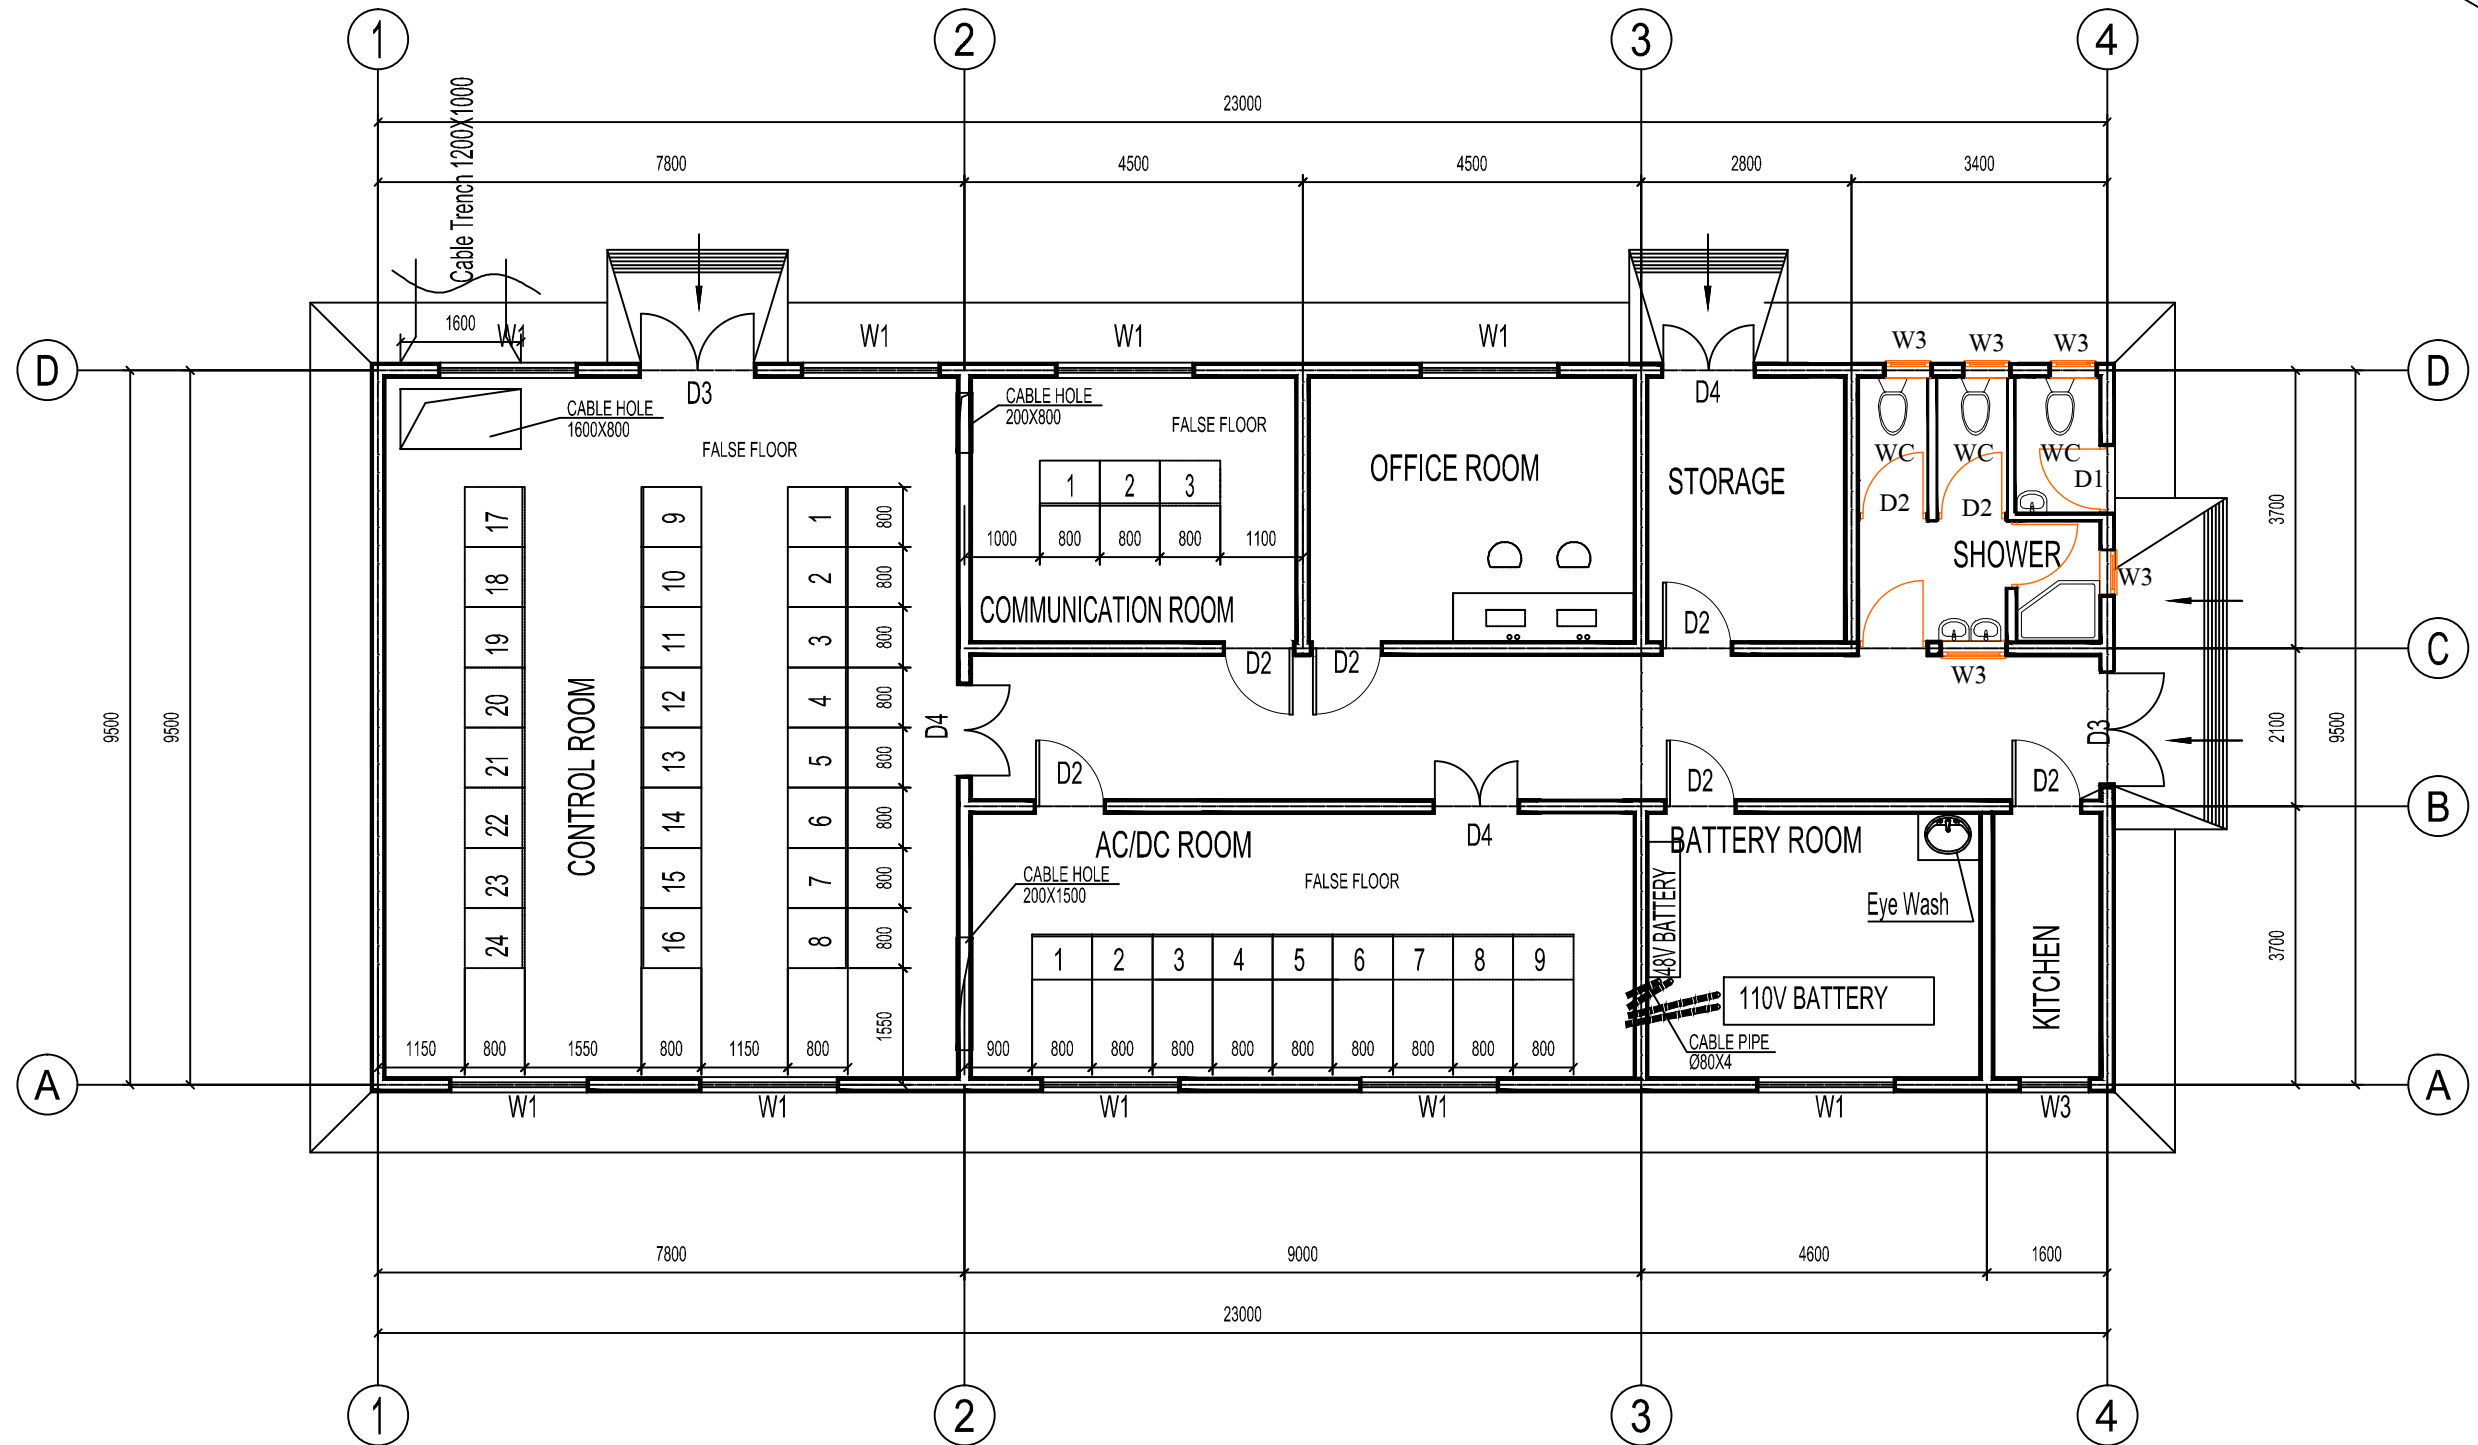 1
2
3
4
23000
Cable Trench 1200X1000
7800
4500
4500
2800
3400
1600
W1
W1
W1
W1
W3
W3
W3
D
D
D3
D4
CABLE HOLE
1600X800
CABLE HOLE
200X800
FALSE FLOOR
FALSE FLOOR
OFFICE ROOM
STORAGE
WC
WC
WC
D1
D2
D2
1
2
3
1000
800
800
800
1100
17
18
19
20
21
22
23
24
9
10
11
12
13
14
15
16
1
2
3
4
5
6
7
8
800
800
800
800
800
800
800
800
1550
3700
SHOWER
W3
COMMUNICATION ROOM
D2
C
D2
D2
W3
CONTROL ROOM
9500
9500
D4
D3
2100
9500
D2
D2
D2
B
D4
AC/DC ROOM
BATTERY ROOM
CABLE HOLE
200X1500
FALSE FLOOR
48V BATTERY
Eye Wash
KITCHEN
3700
1
2
3
4
5
6
7
8
9
110V BATTERY
CABLE PIPE
Ø80X4
1150
800
1550
800
1150
800
900
800
800
800
800
800
800
800
800
800
A
A
W1
W1
W1
W1
W1
W3
7800
9000
4600
1600
23000
1
2
3
4